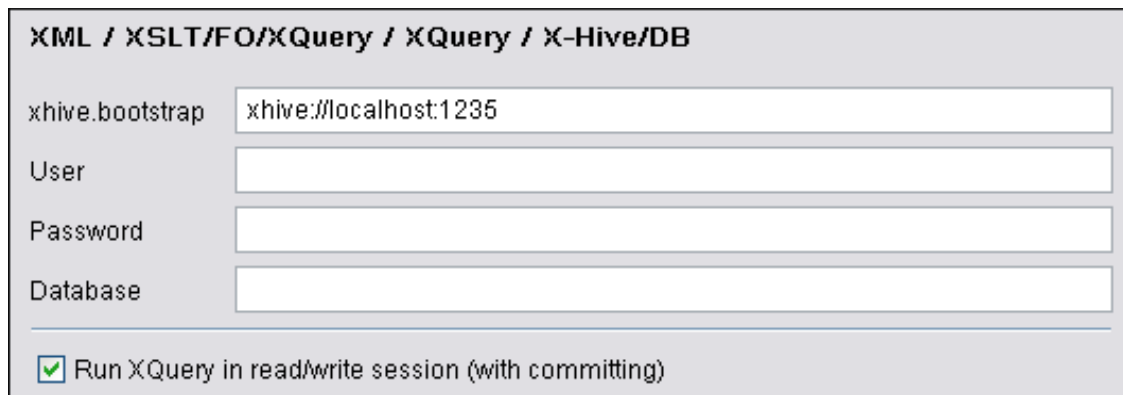 XML / XSLT/FO/XQuery / XQuery / X-Hive/DB
xhive.bootstrap xhive://localhost:1235
User
Password
Database
Run XQuery in read/write session (with committing)